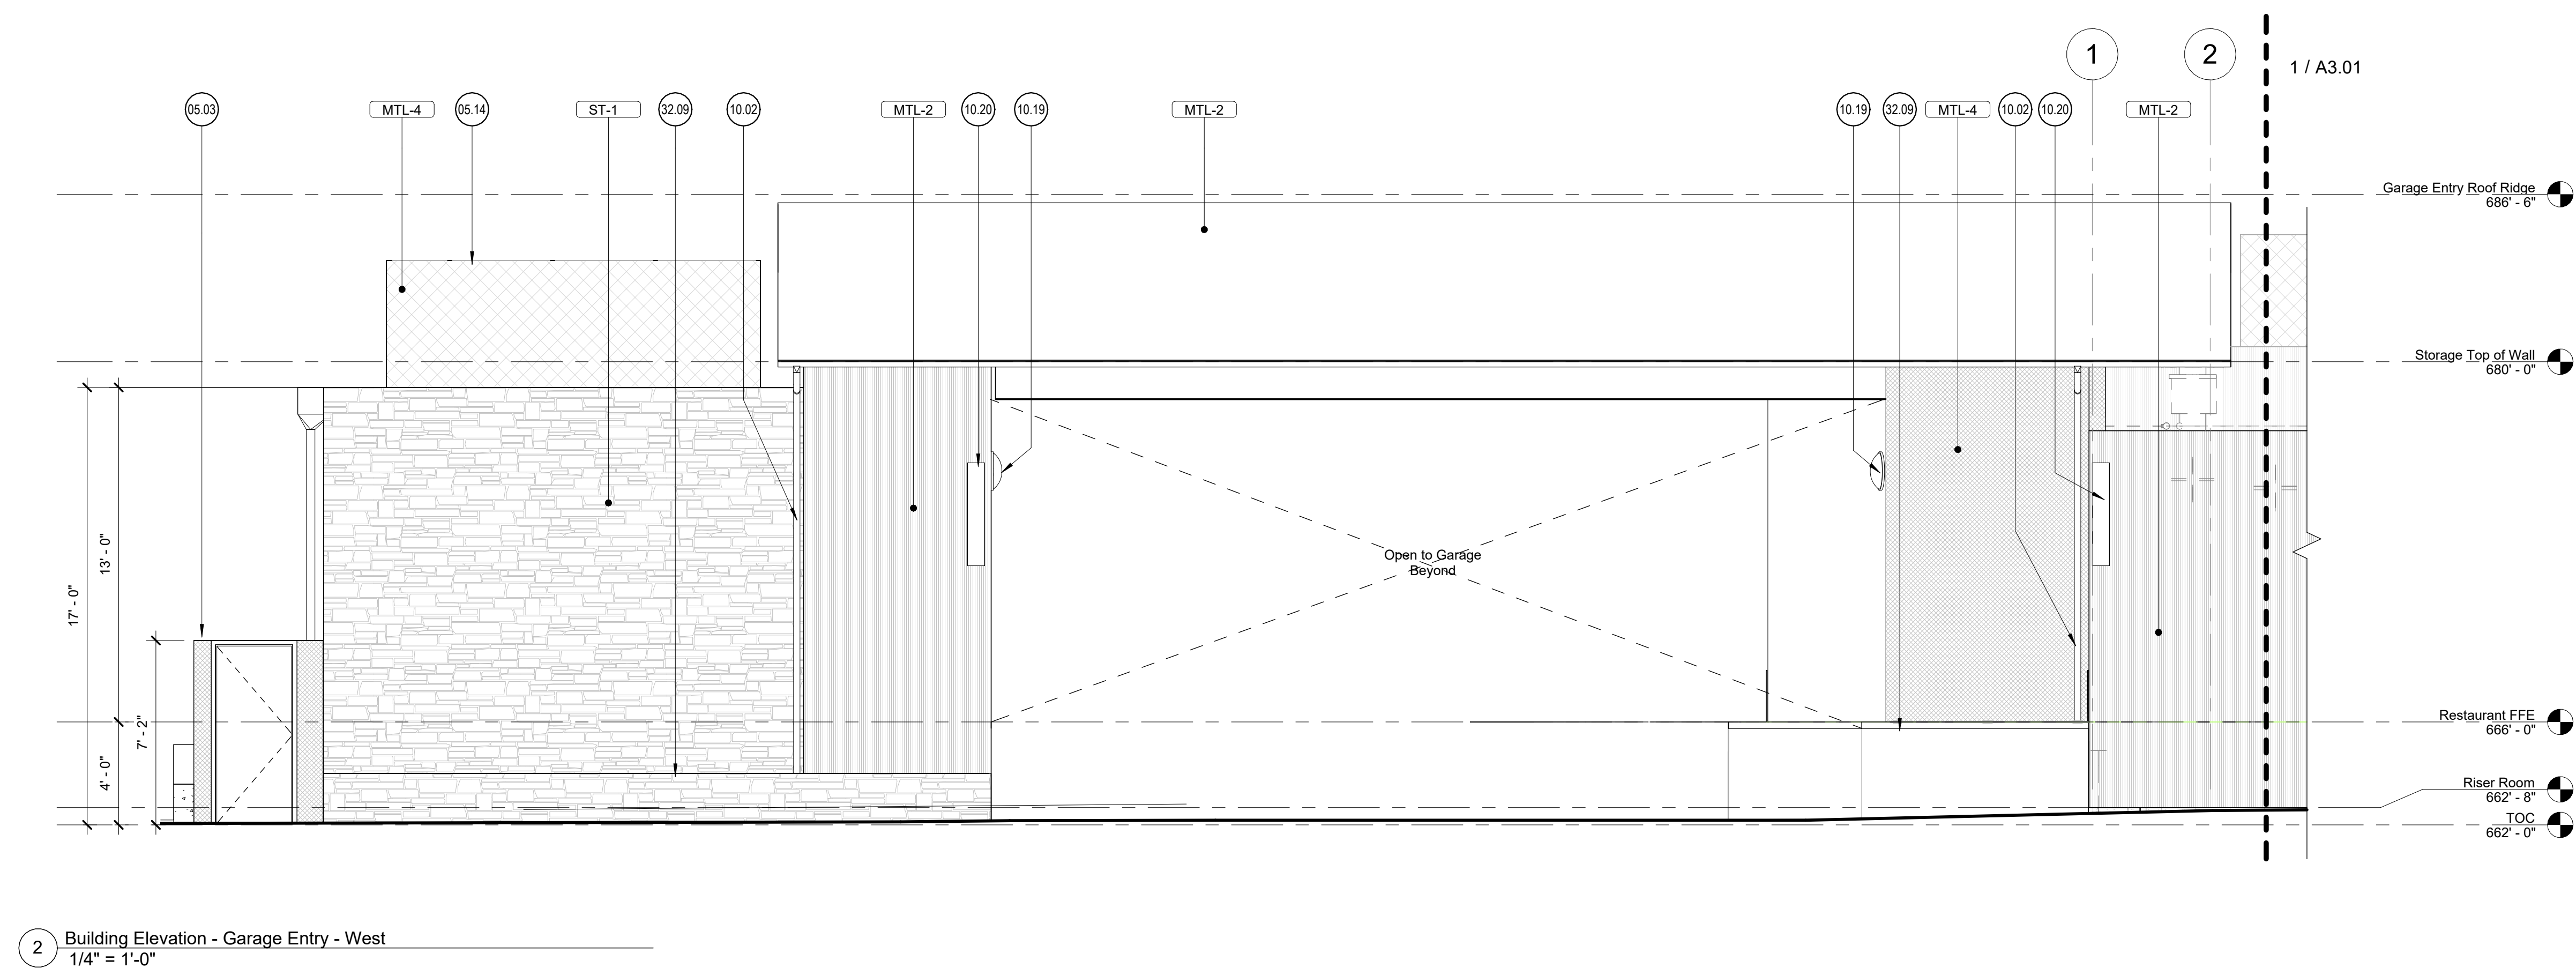 1
2
1 / A3.01
05.03
MTL-4
05.14
ST-1
32.09
10.02
MTL-2
10.20
10.19
MTL-2
10.19
32.09
MTL-4
10.02
10.20
MTL-2
Garage Entry Roof Ridge
686' - 6"
Storage Top of Wall
680' - 0"
17' - 0"
13' - 0"
7' - 2"
4' - 0"
Open to Garage
Beyond
Restaurant FFE
666' - 0"
Riser Room
662' - 8"
TOC
662' - 0"
2
Building Elevation - Garage Entry - West
1/4" = 1'-0"